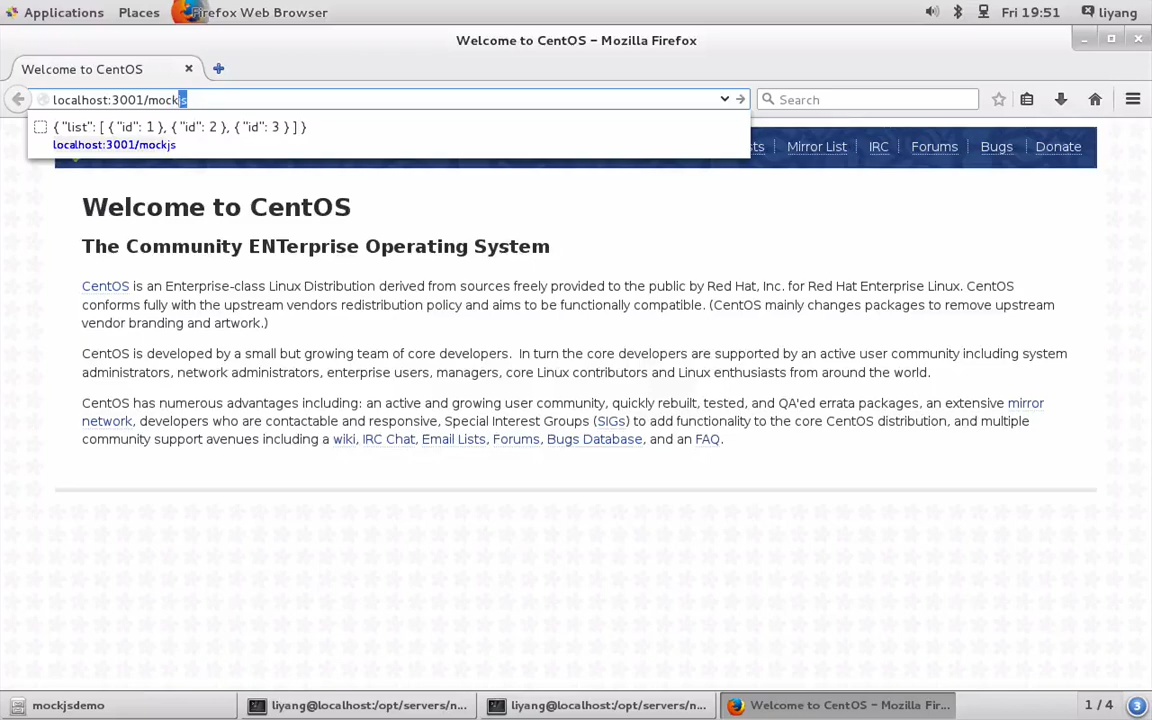 Applications Places Firefox Web Browser Fri 19:51 liyang
Welcome to CentOS - Mozilla Firefox
Welcome to CentOS
localhost:3001/mockjs Search
{ "list": [ { "id": 1 }, { "id": 2 }, { "id": 3 } ] }
localhost:3001/mockjs
Mirror List IRC Forums Bugs Donate
Welcome to CentOS
The Community ENTerprise Operating System
CentOS is an Enterprise-class Linux Distribution derived from sources freely provided to the public by Red Hat, Inc. for Red Hat Enterprise Linux. CentOS
conforms fully with the upstream vendors redistribution policy and aims to be functionally compatible. (CentOS mainly changes packages to remove upstream
vendor branding and artwork.)
CentOS is developed by a small but growing team of core developers. In turn the core developers are supported by an active user community including system
administrators, network administrators, enterprise users, managers, core Linux contributors and Linux enthusiasts from around the world.
CentOS has numerous advantages including: an active and growing user community, quickly rebuilt, tested, and QA'ed errata packages, an extensive mirror
network, developers who are contactable and responsive, Special Interest Groups (SIGs) to add functionality to the core CentOS distribution, and multiple
community support avenues including a wiki, IRC Chat, Email Lists, Forums, Bugs Database, and an FAQ.
mockjsdemo liyang@localhost:/opt/servers/n... liyang@localhost:/opt/servers/n... Welcome to CentOS - Mozilla Fir... 1 / 4 3